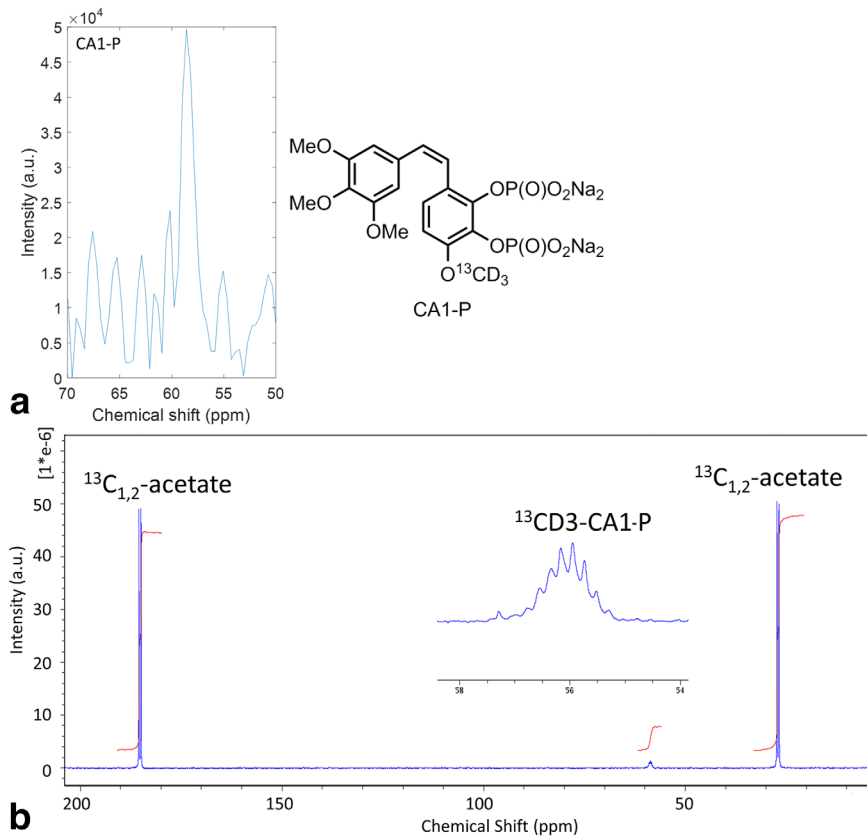 ×10⁴
CA1-P
5
4.5
4
3.5
3
2.5
2
1.5
1
0.5
0
Intensity (a.u.)
70 65 60 55 50
Chemical shift (ppm)
MeO
MeO
OMe
OP(O)O₂Na₂
OP(O)O₂Na₂
O¹³CD₃
CA1-P
a
[1*e-6]
50
40
30
20
10
0
Intensity (a.u.)
¹³C₁,₂-acetate
¹³CD3-CA1-P
58 56 54
¹³C₁,₂-acetate
200 150 100 50
Chemical Shift (ppm)
b